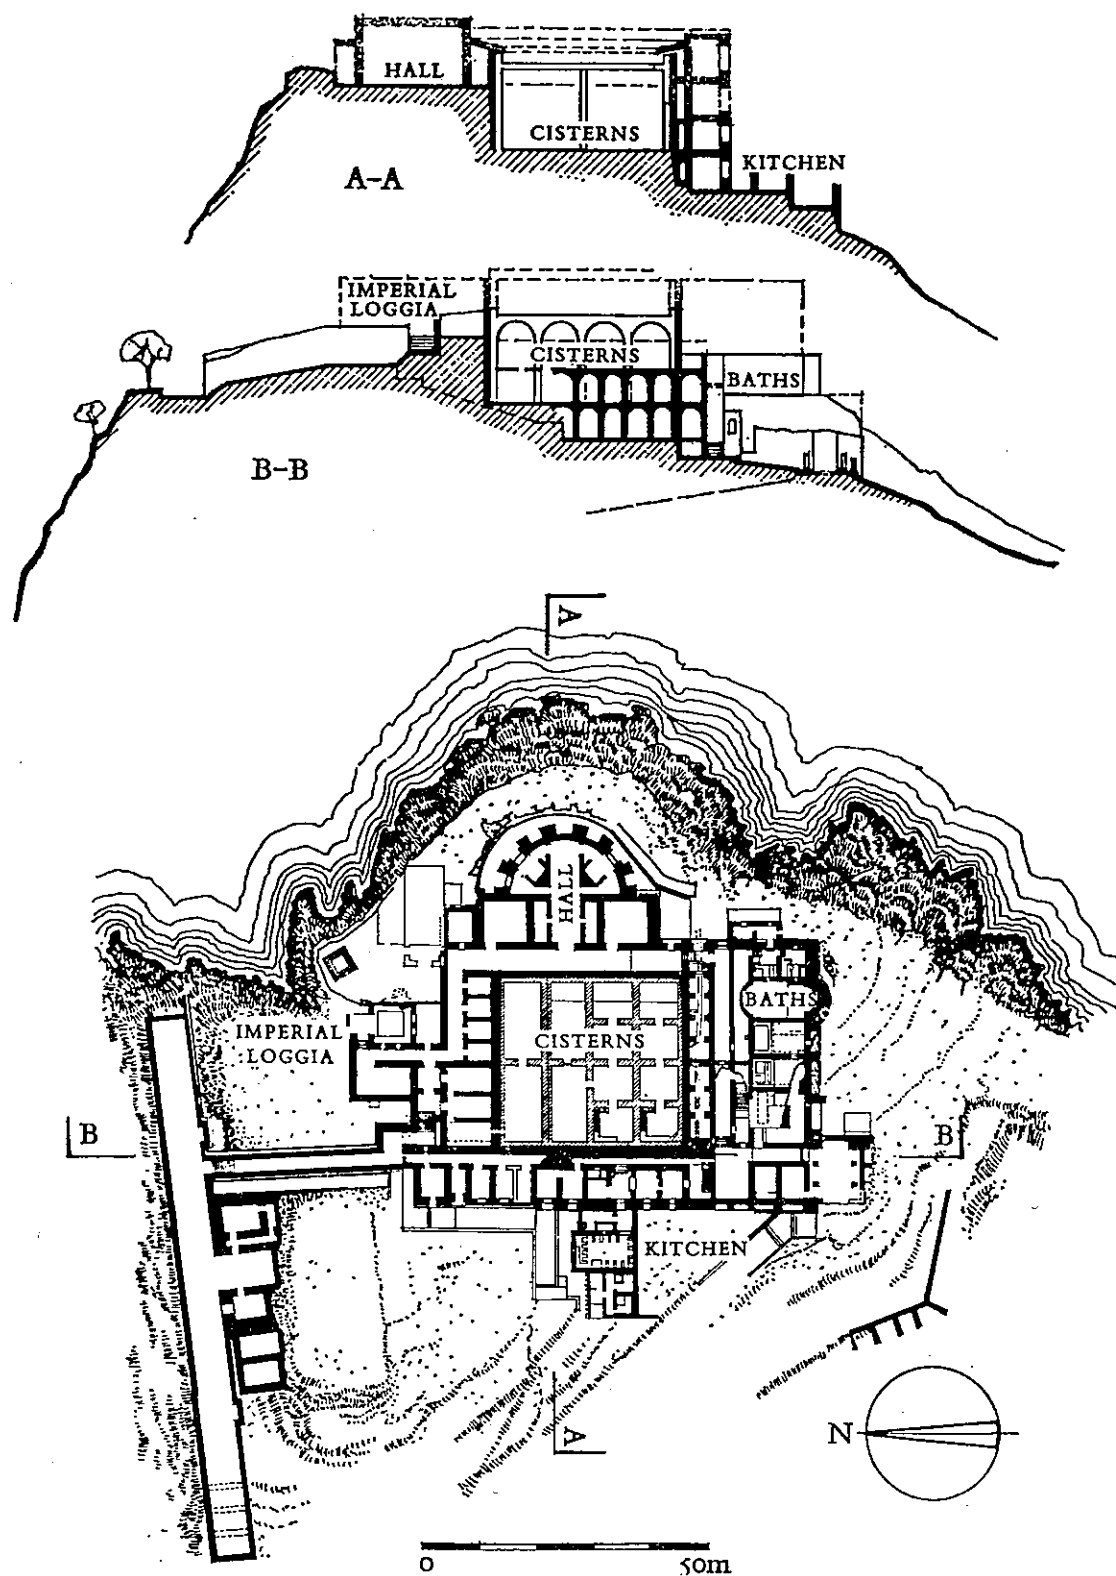 HALL
CISTERNS
KITCHEN
A-A
IMPERIAL
LOGGIA
CISTERNS
BATHS
B-B
A
HALL
BATHS
IMPERIAL
LOGGIA
CISTERNS
B
B
KITCHEN
A
N
0 50m